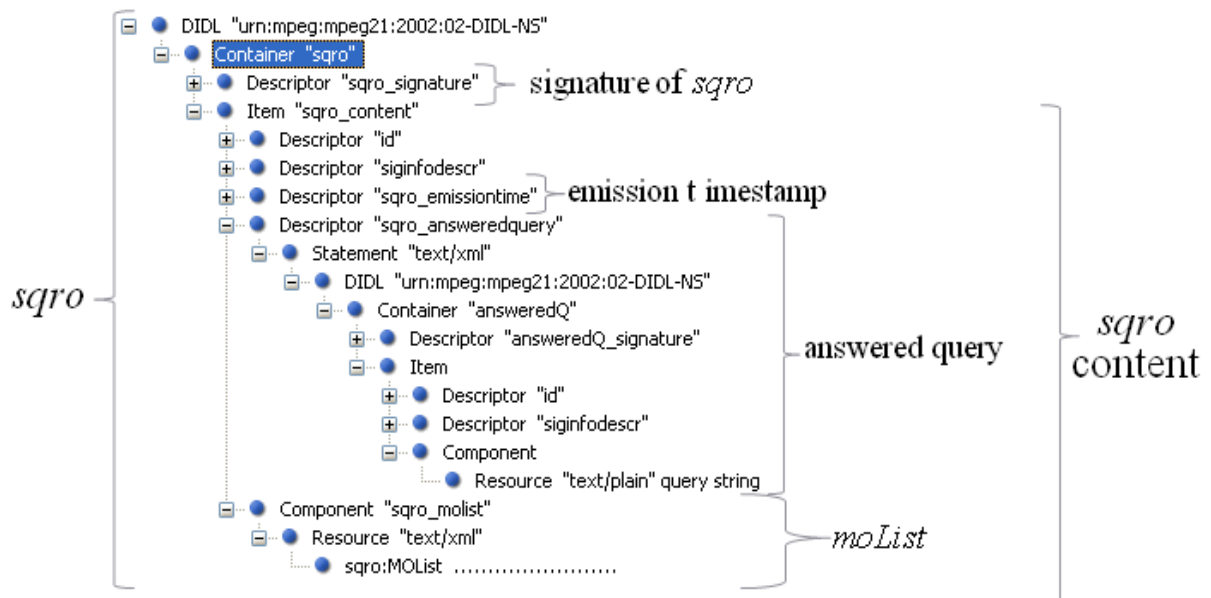 DIDL "urn:mpeg:mpeg21:2002:02-DIDL-NS"
Container "sqro"
Descriptor "sqro_signature"
signature of sqro
Item "sqro_content"
Descriptor "id"
Descriptor "siginfodescr"
Descriptor "sqro_emissiontime"
emission t imestamp
Descriptor "sqro_answeredquery"
Statement "text/xml"
DIDL "urn:mpeg:mpeg21:2002:02-DIDL-NS"
sqro
Container "answeredQ"
Descriptor "answeredQ_signature"
answered query
sqro
content
Item
Descriptor "id"
Descriptor "siginfodescr"
Component
Resource "text/plain" query string
Component "sqro_molist"
Resource "text/xml"
moList
sqro:MOList ........................